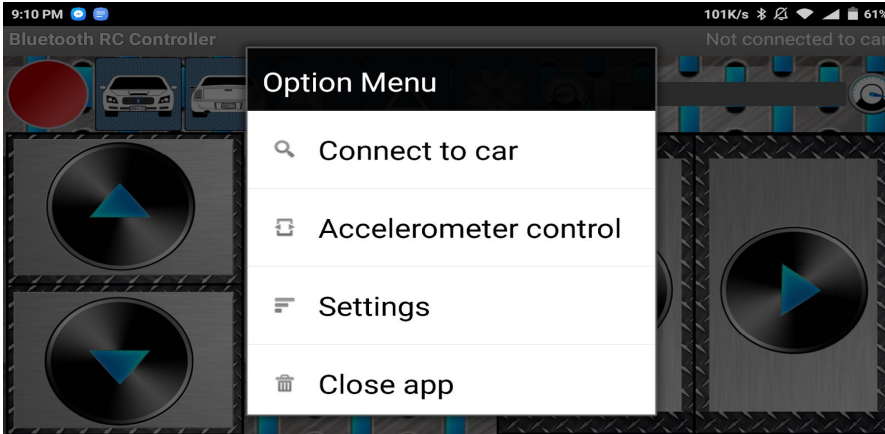 9:10 PM 101K/s 61%
Bluetooth RC Controller Not connected to car
Option Menu
Connect to car
Accelerometer control
Settings
Close app